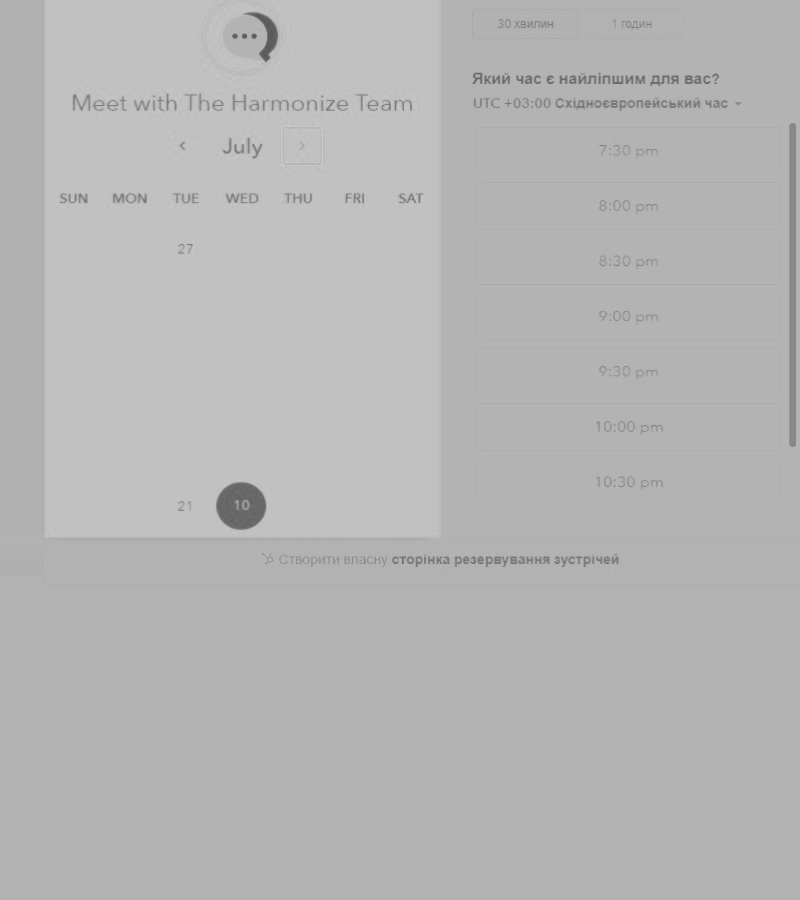 Meet with The Harmonize Team
July
SUN MON TUE WED THU FRI SAT
27
21 10
30 хвилин 1 годин
Який час є найліпшим для вас?
UTC +03:00 Східноєвропейський час
7:30 pm
8:00 pm
8:30 pm
9:00 pm
9:30 pm
10:00 pm
10:30 pm
Створити власну сторінка резервування зустрічей